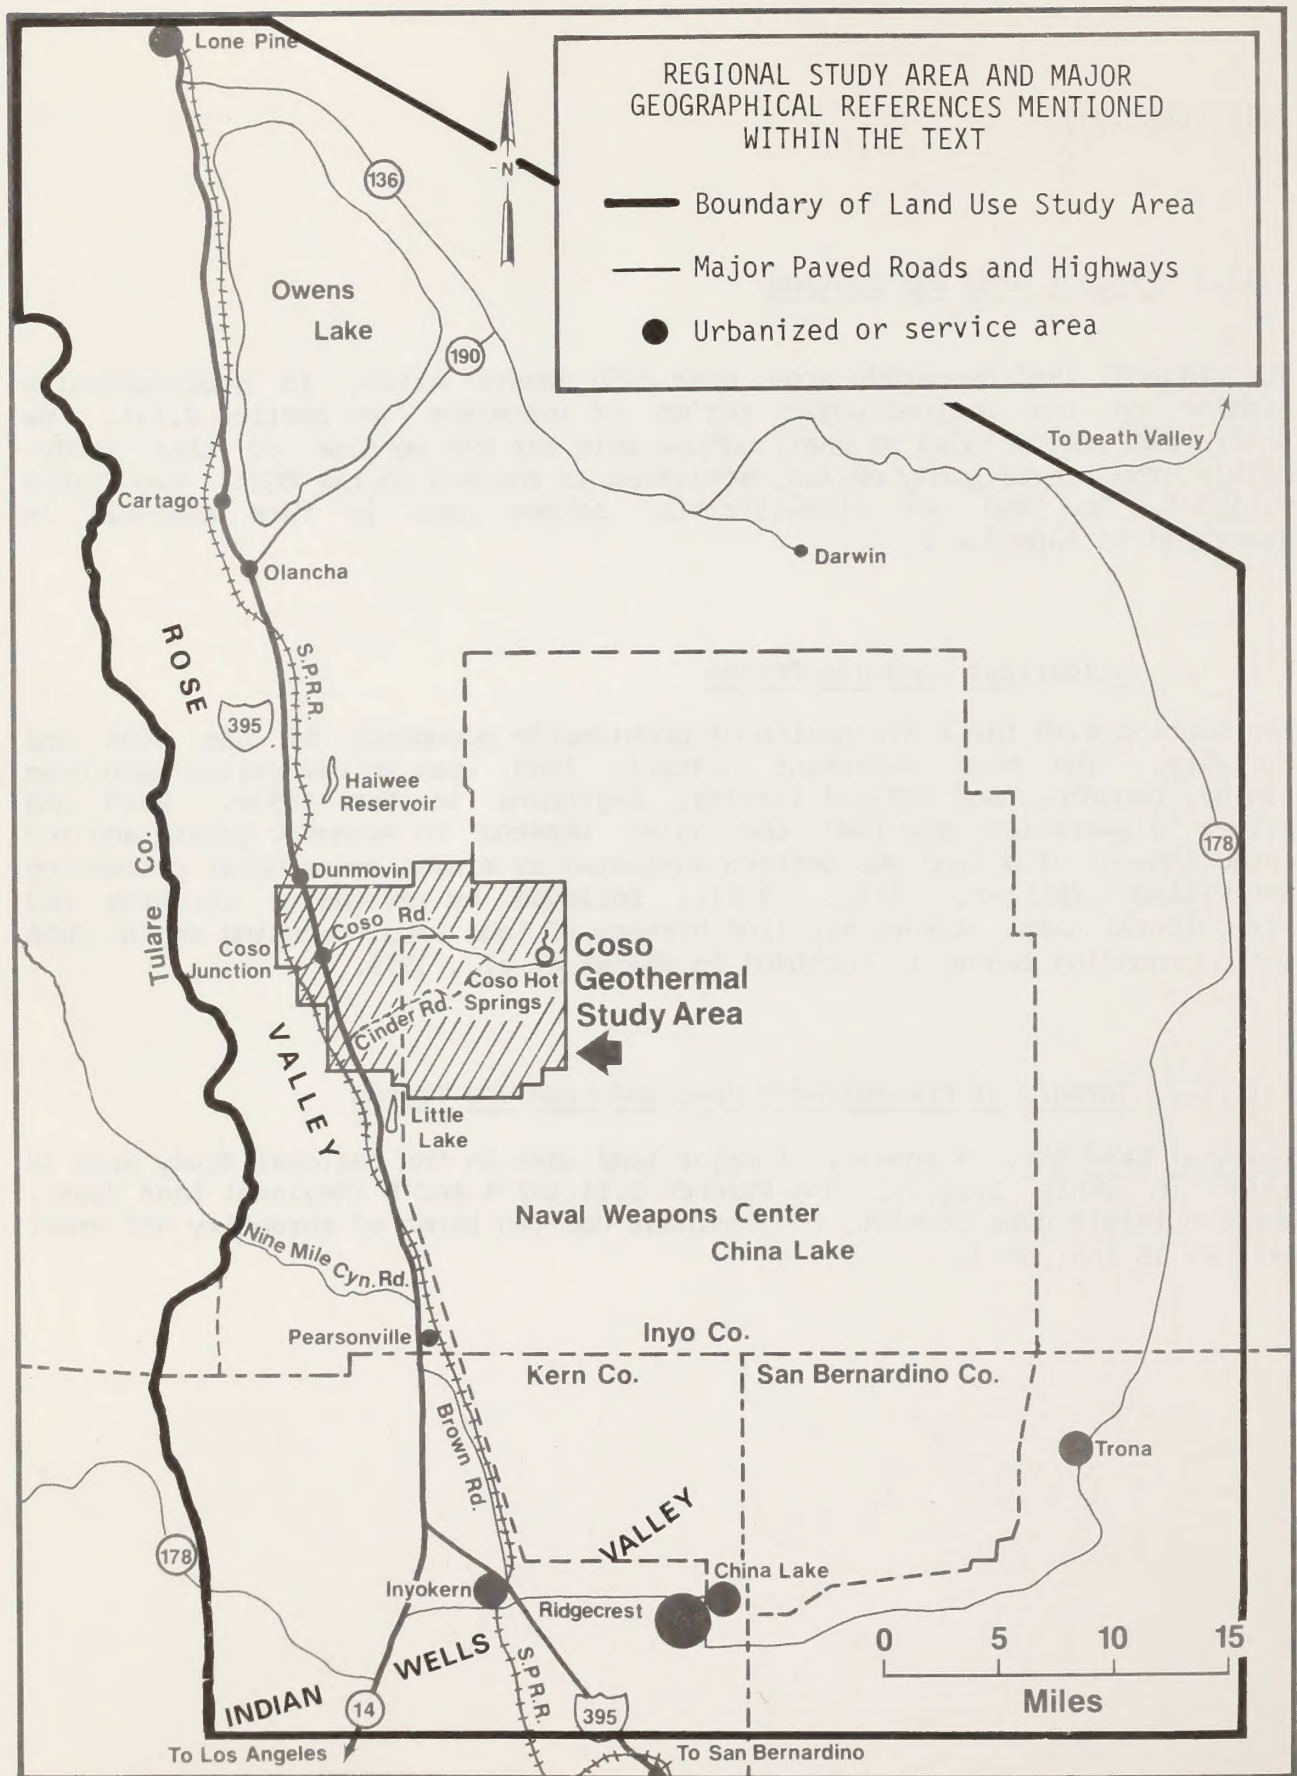 Lone Pine
REGIONAL STUDY AREA AND MAJOR
GEOGRAPHICAL REFERENCES MENTIONED
WITHIN THE TEXT
Boundary of Land Use Study Area
Major Paved Roads and Highways
Urbanized or service area
N
136
Owens
Lake
190
To Death Valley
Cartago
Darwin
Olancha
ROSE
S.P.R.R.
395
Haiwee
Reservoir
178
Tulare Co.
Dunmovin
Coso Rd.
Coso
Junction
Coso Hot
Springs
Cinder Rd.
Coso
Geothermal
Study Area
VALLEY
Little
Lake
Naval Weapons Center
China Lake
Nine Mile Cyn. Rd.
Pearsonville
Inyo Co.
Kern Co.
San Bernardino Co.
Brown Rd.
Trona
VALLEY
178
China Lake
Inyokern
Ridgecrest
WELLS
INDIAN
S.P.R.R.
0 5 10 15
Miles
14
395
To Los Angeles
To San Bernardino